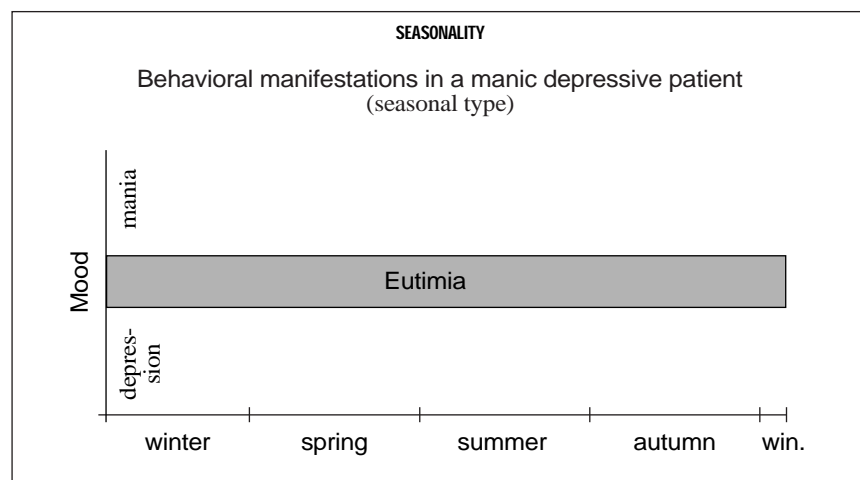 SEASONALITY
Behavioral manifestations in a manic depressive patient
(seasonal type)
mania
Mood
Eutimia
depres-
sion
winter spring summer autumn win.